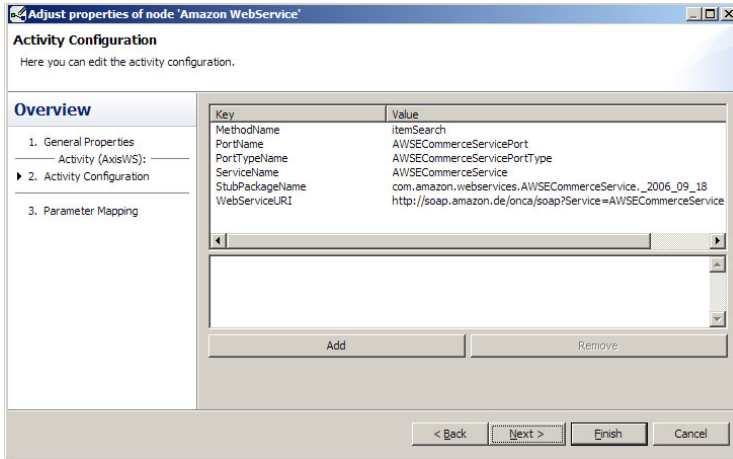 Adjust properties of node 'Amazon WebService'
Activity Configuration
Here you can edit the activity configuration.
Overview
1. General Properties
Activity (AxisWS):
2. Activity Configuration
3. Parameter Mapping
Key Value
MethodName itemSearch
PortName AWSECommerceServicePort
PortTypeName AWSECommerceServicePortType
ServiceName AWSECommerceService
StubPackageName com.amazon.webservices.AWSECommerceService._2006_09_18
WebServiceURI http://soap.amazon.de/onca/soap?Service=AWSECommerceService
Add Remove
< Back Next > Finish Cancel